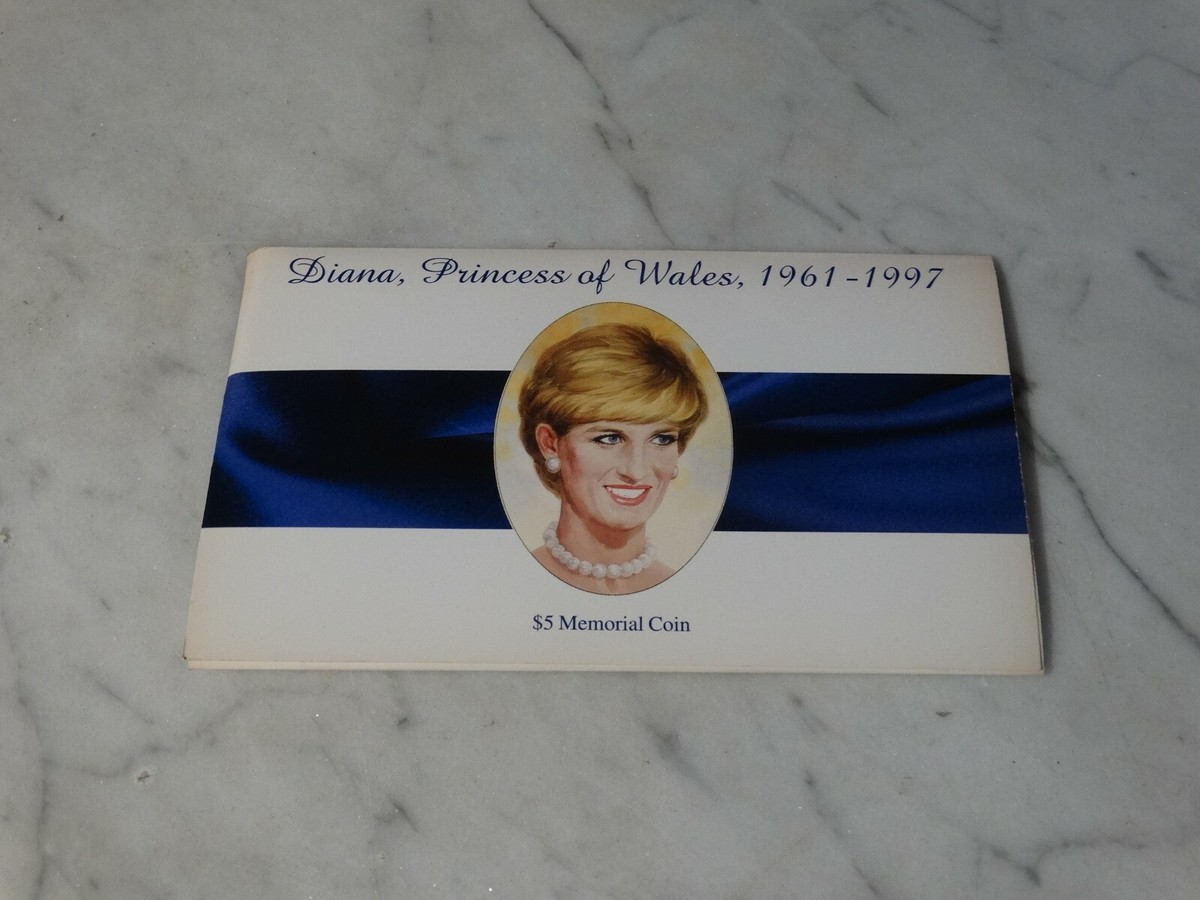 Diana, Princess of Wales, 1961-1997
$5 Memorial Coin